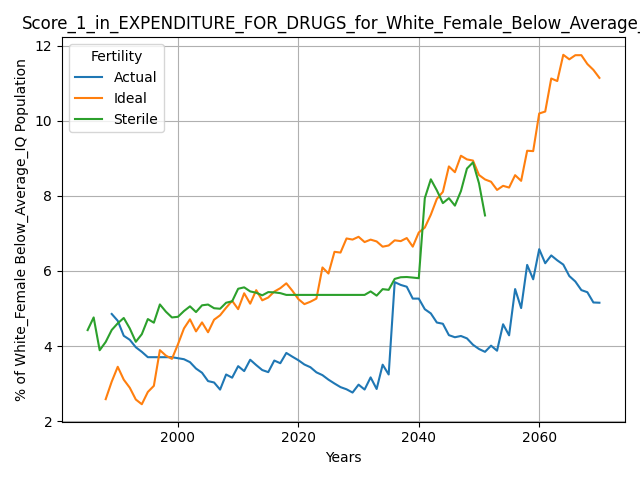 Score_1_in_EXPENDITURE_FOR_DRUGS_for_White_Female_Below_Average_
Fertility
Actual
Ideal
Sterile
% of White_Female Below_Average_IQ Population
12
10
8
6
4
2
2000
2020
2040
2060
Years